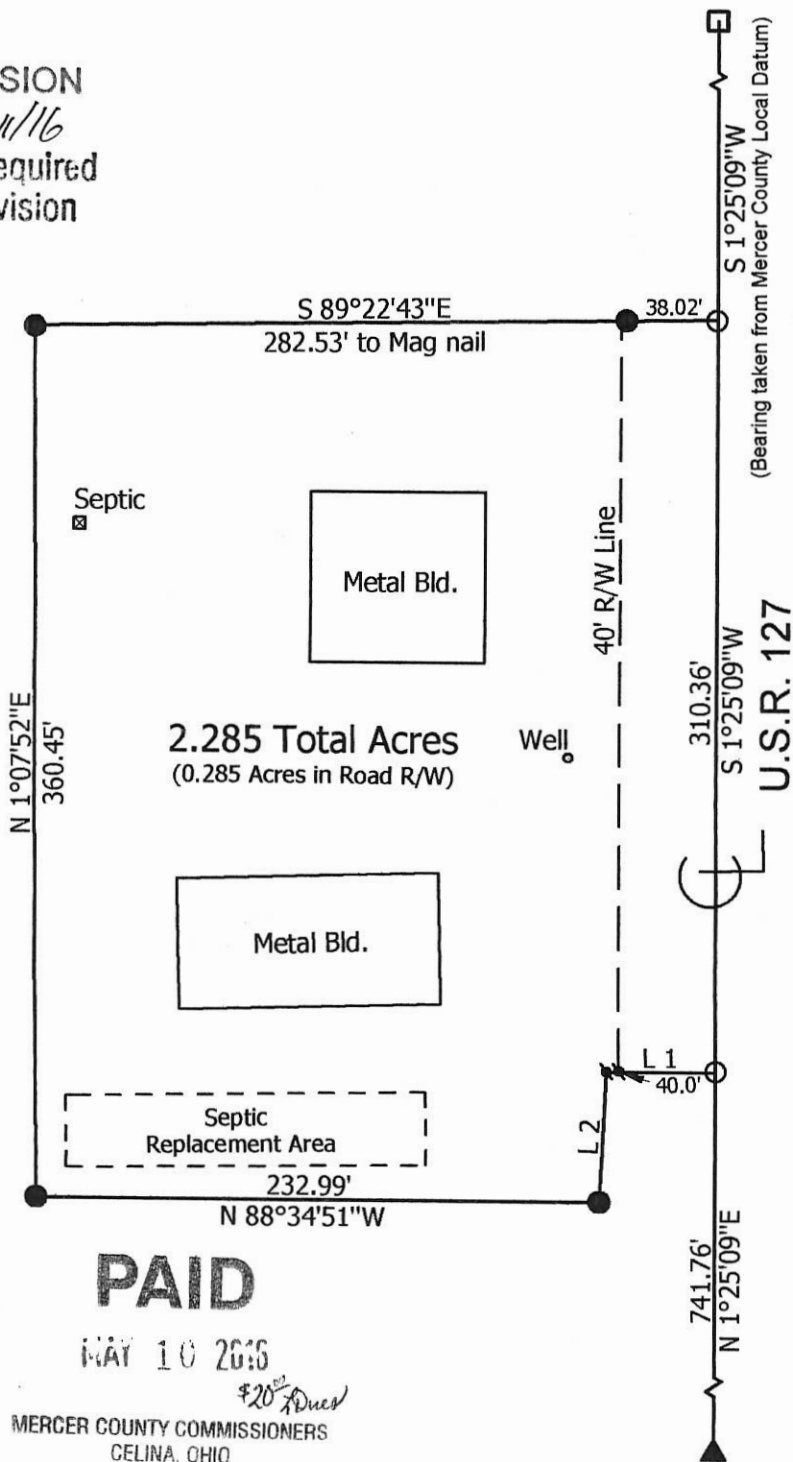 SION
11/16
equired
vision
S 89°22'43"E
38.02'
282.53' to Mag nail
S 1°25'09"W
(Bearing taken from Mercer County Local Datum)
Septic
Metal Bld.
40' R/W Line
N 1°07'52"E
360.45'
2.285 Total Acres
(0.285 Acres in Road R/W)
Well
310.36'
S 1°25'09"W
U.S.R. 127
Metal Bld.
L 1
40.0'
L 2
Septic
Replacement Area
232.99'
N 88°34'51"W
741.76'
N 1°25'09"E
PAID
MAY 10 2016
$20.00
MERCER COUNTY COMMISSIONERS
CELINA, OHIO